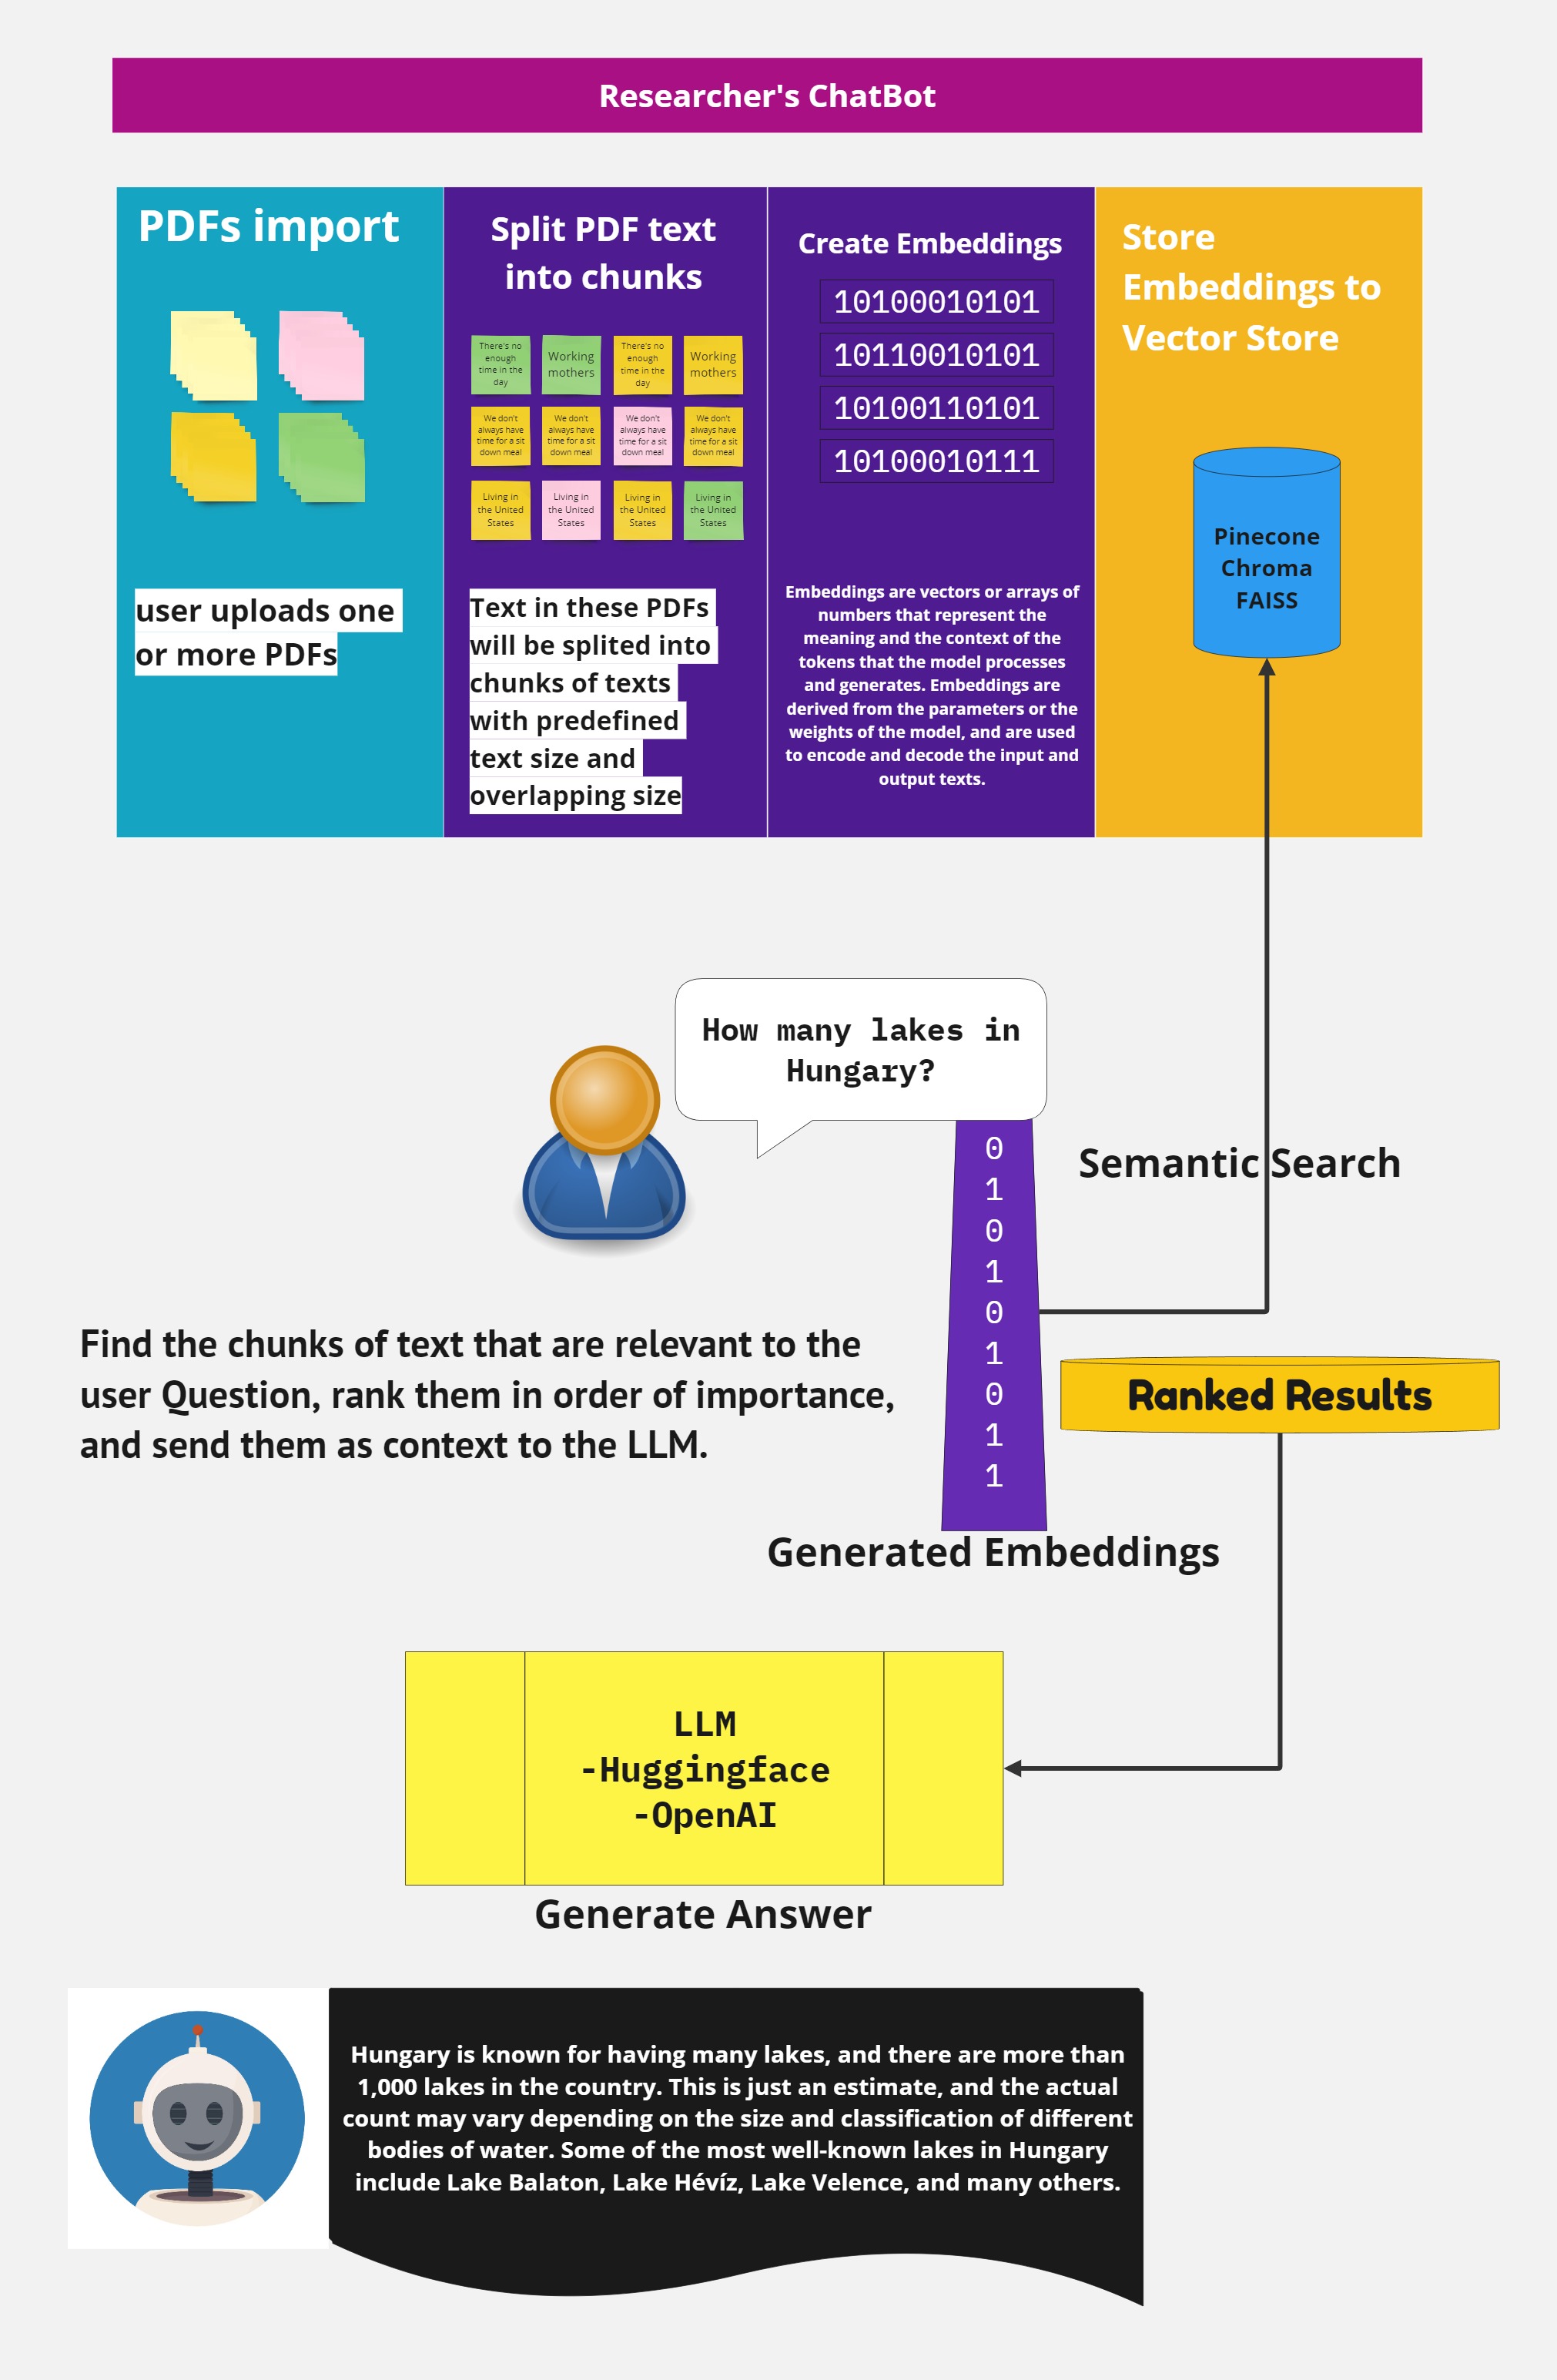 Researcher's ChatBot
PDFs import
user uploads one
or more PDFs
Split PDF text
into chunks
There's no
enough
time in the
day
Working
mothers
There's no
enough
time in the
day
Working
mothers
We don't
always have
time for a sit
down meal
We don't
always have
time for a sit
down meal
We don't
always have
time for a sit
down meal
We don't
always have
time for a sit
down meal
Living in
the United
States
Living in
the United
States
Living in
the United
States
Living in
the United
States
Text in these PDFs
will be splited into
chunks of texts
with predefined
text size and
overlapping size
Create Embeddings
10100010101
10110010101
10100110101
10100010111
Embeddings are vectors or arrays of
numbers that represent the
meaning and the context of the
tokens that the model processes
and generates. Embeddings are
derived from the parameters or the
weights of the model, and are used
to encode and decode the input and
output texts.
Store
Embeddings to
Vector Store
Pinecone
Chroma
FAISS
How many lakes in
Hungary?
0
1
0
1
0
1
0
1
1
Semantic Search
Find the chunks of text that are relevant to the
user Question, rank them in order of importance,
and send them as context to the LLM.
Ranked Results
Generated Embeddings
LLM
-Huggingface
-OpenAI
Generate Answer
Hungary is known for having many lakes, and there are more than
1,000 lakes in the country. This is just an estimate, and the actual
count may vary depending on the size and classification of different
bodies of water. Some of the most well-known lakes in Hungary
include Lake Balaton, Lake Hévíz, Lake Velence, and many others.